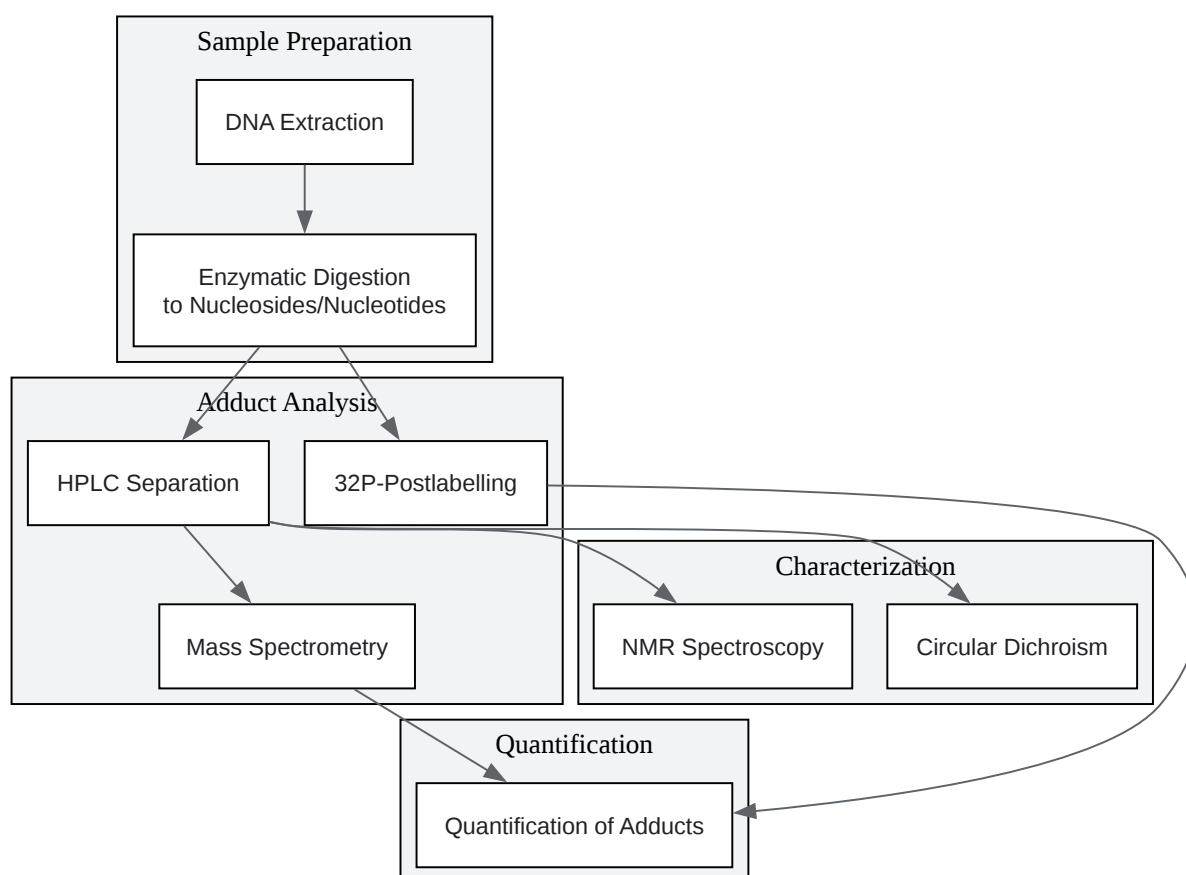 Sample Preparation
DNA Extraction
Enzymatic Digestion
to Nucleosides/Nucleotides
Adduct Analysis
HPLC Separation
32P-Postlabelling
Characterization
Mass Spectrometry
NMR Spectroscopy
Circular Dichroism
Quantification
Quantification of Adducts